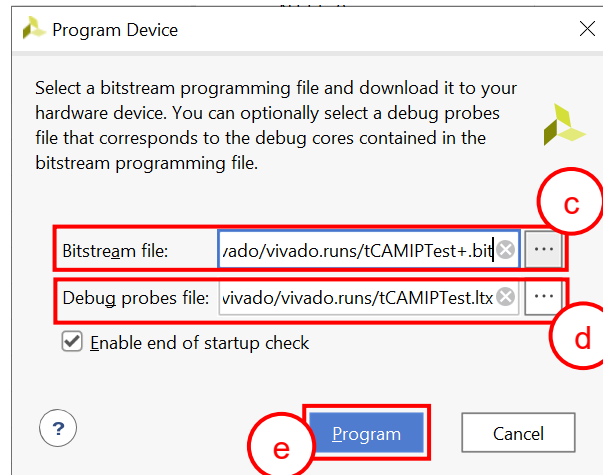 Program Device
Select a bitstream programming file and download it to your
hardware device. You can optionally select a debug probes
file that corresponds to the debug cores contained in the
bitstream programming file.
c
Bitstream file: /ado/vivado.runs/tCAMIPTest+.bit ...
Debug probes file: vivado/vivado.runs/tCAMIPTest.ltx ...
d
Enable end of startup check
? e Program Cancel